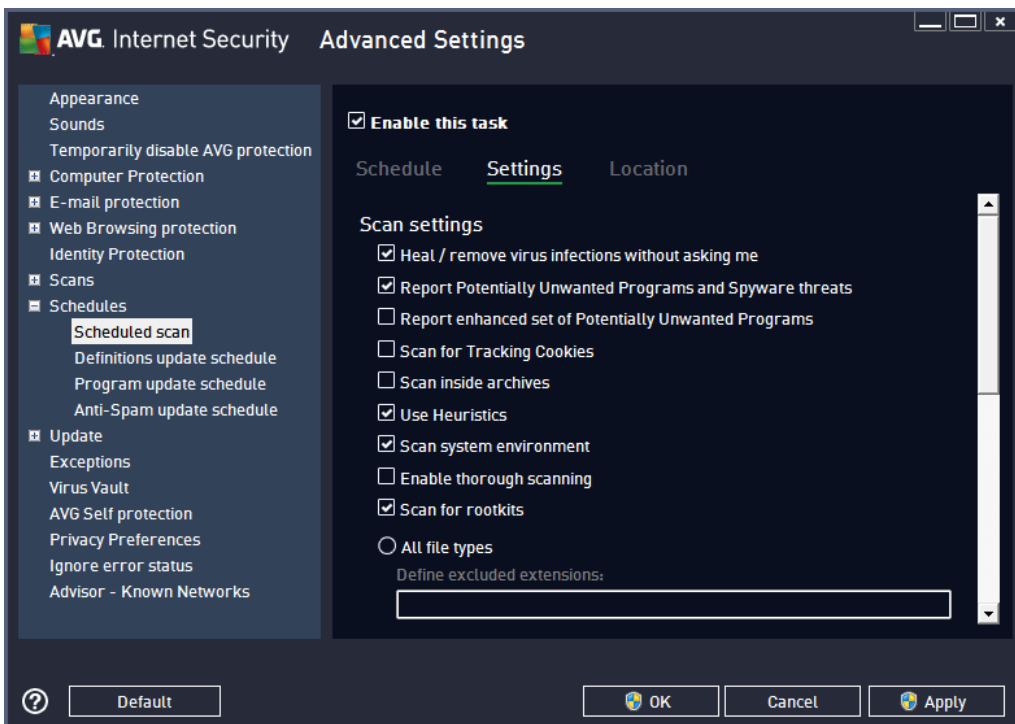 AVG. Internet Security Advanced Settings
Appearance
Sounds
Temporarily disable AVG protection
Computer Protection
E-mail protection
Web Browsing protection
Identity Protection
Scans
Schedules
Scheduled scan
Definitions update schedule
Program update schedule
Anti-Spam update schedule
Update
Exceptions
Virus Vault
AVG Self protection
Privacy Preferences
Ignore error status
Advisor - Known Networks
Enable this task
Schedule Settings Location
Scan settings
Heal / remove virus infections without asking me
Report Potentially Unwanted Programs and Spyware threats
Report enhanced set of Potentially Unwanted Programs
Scan for Tracking Cookies
Scan inside archives
Use Heuristics
Scan system environment
Enable thorough scanning
Scan for rootkits
All file types
Define excluded extensions:
? Default OK Cancel Apply